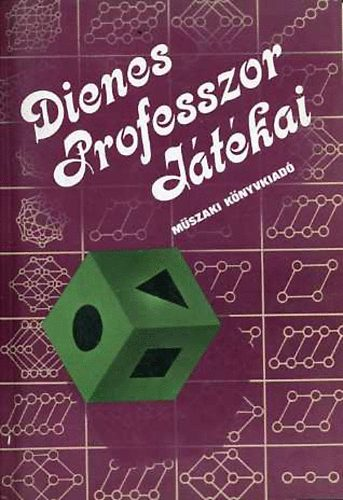 Dienes
Professzor
Játékai
MŰSZAKI KÖNYVKIADÓ